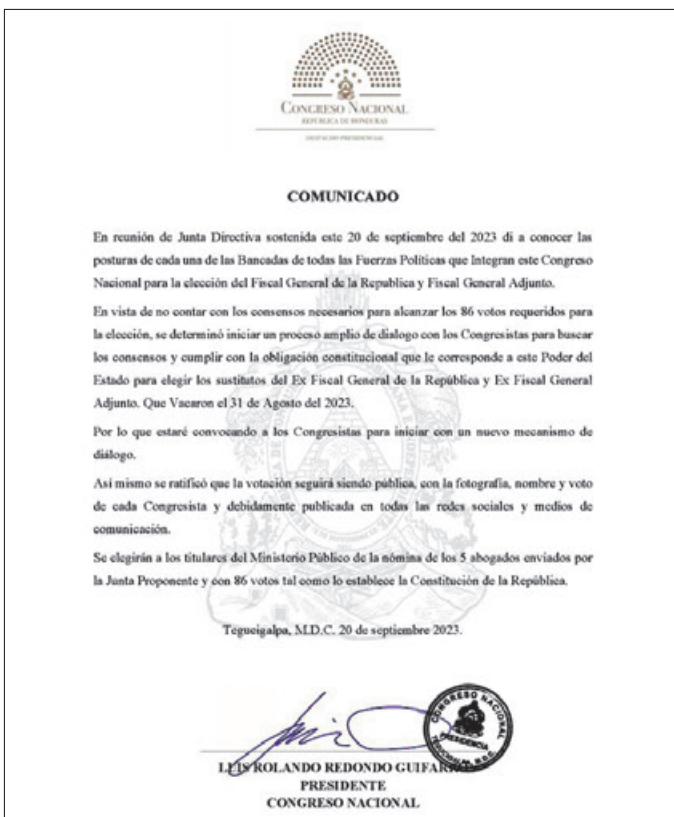 CONGRESO NACIONAL
REPÚBLICA DE HONDURAS
COMUNICADO
En reunión de Junta Directiva sostenida este 20 de septiembre del 2023 di a conocer las
posturas de cada una de las Bancadas de todas las Fuerzas Políticas que Integran este Congreso
Nacional para la elección del Fiscal General de la Republica y Fiscal General Adjunto.
En vista de no contar con los consensos necesarios para alcanzar los 86 votos requeridos para
la elección, se determinó iniciar un proceso amplio de dialogo con los Congresistas para buscar
los consensos y cumplir con la obligación constitucional que le corresponde a este Poder del
Estado para elegir los sustitutos del Ex Fiscal General de la República y Ex Fiscal General
Adjunto. Que Vacaron el 31 de Agosto del 2023.
Por lo que estaré convocando a los Congresistas para iniciar con un nuevo mecanismo de
diálogo.
Asi mismo se ratificó que la votación seguirá siendo pública, con la fotografía, nombre y voto
de cada Congresista y debidamente publicada en todas las redes sociales y medios de
comunicación.
Se elegirán a los titulares del Ministerio Público de la nómina de los 5 abogados enviados por
la Junta Proponente y con 86 votos tal como lo establece la Constitución de la República.
Tegucigalpa, M.D.C. 20 de septiembre 2023.
CONGRESO NACIONAL
PRESIDENCIA
TEGUCIGALPA, M.D.C.
LUIS ROLANDO REDONDO
PRESIDENTE
CONGRESO NACIONAL